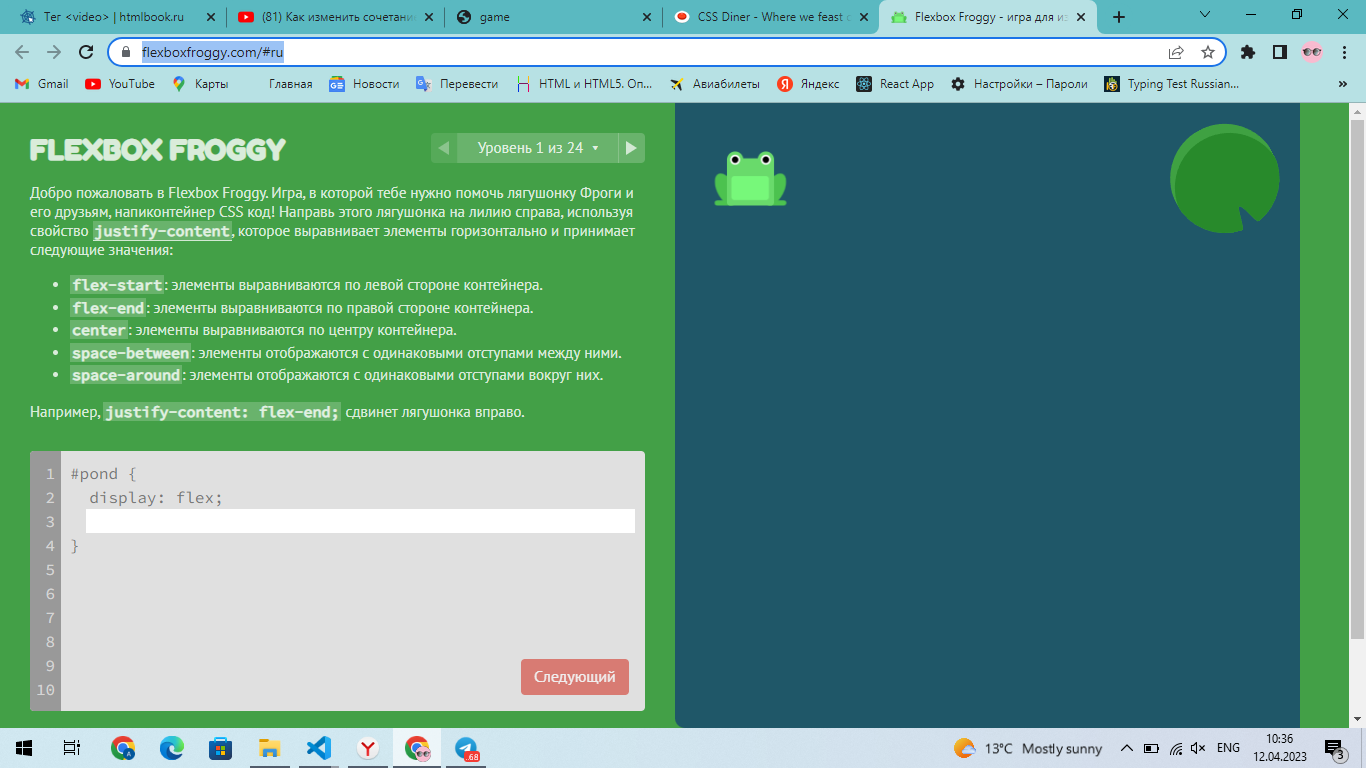 Тег <video> | htmlbook.ru
(81) Как изменить сочетани
game
CSS Diner - Where we feast o
Flexbox Froggy - игра для из
flexboxfroggy.com/#ru
Gmail
YouTube
Карты
Главная
Новости
Перевести
HTML и HTML5. Оп...
Авиабилеты
Яндекс
React App
Настройки – Пароли
Typing Test Russian...
»
FLEXBOX FROGGY
Уровень 1 из 24
Добро пожаловать в Flexbox Froggy. Игра, в которой тебе нужно помочь лягушонку Фроги и
его друзьям, напиконтейнер CSS код! Направь этого лягушонка на лилию справа, используя
свойство justify-content, которое выравнивает элементы горизонтально и принимает
следующие значения:
• flex-start: элементы выравниваются по левой стороне контейнера.
• flex-end: элементы выравниваются по правой стороне контейнера.
• center: элементы выравниваются по центру контейнера.
• space-between: элементы отображаются с одинаковыми отступами между ними.
• space-around: элементы отображаются с одинаковыми отступами вокруг них.
Например, justify-content: flex-end; сдвинет лягушонка вправо.
1 #pond {
2 display: flex;
3
4 }
5
6
7
8
9
10
Следующий
.68
13°C Mostly sunny
ENG
10:36
12.04.2023
3